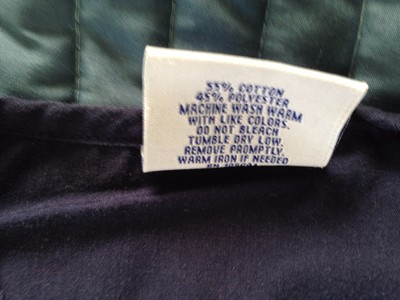 55% COTTON
45% POLYESTER
MACHINE WASH WARM
WITH LIKE COLORS.
DO NOT BLEACH
TUMBLE DRY LOW.
REMOVE PROMPTLY.
WARM IRON IF NEEDED